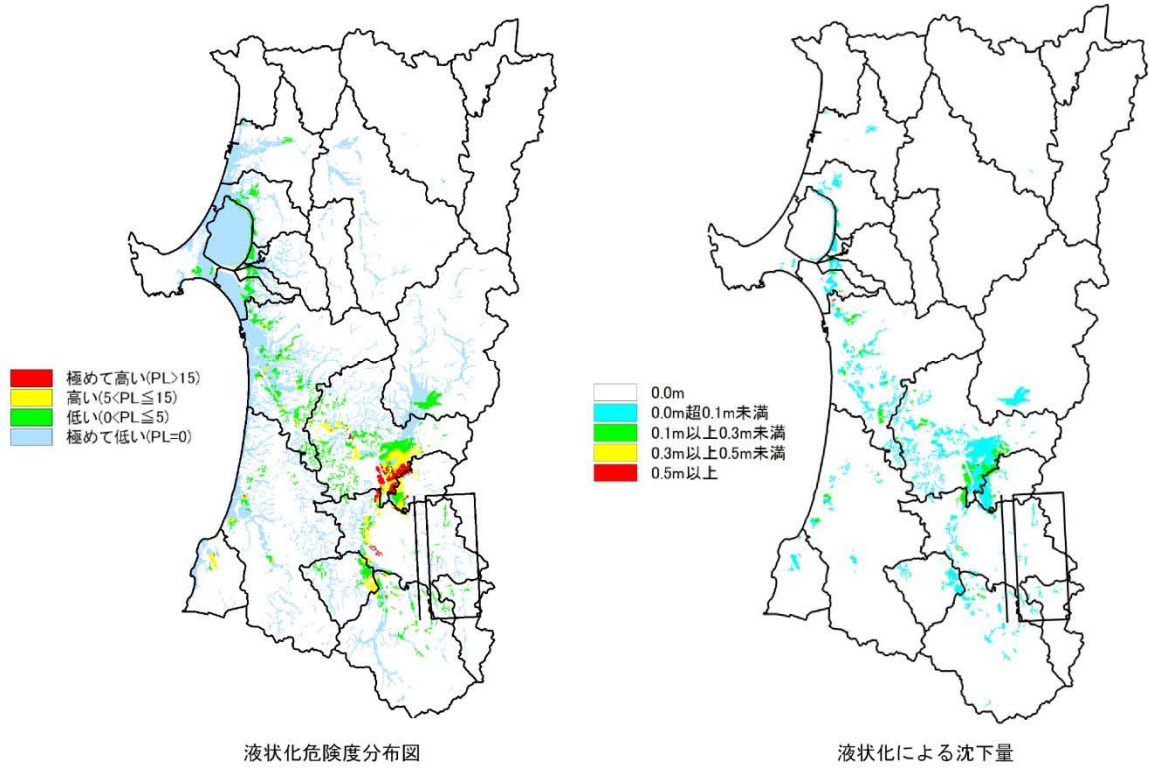 極めて高い(PL>15)
高い(5<PL≦15)
低い(0<PL≦5)
極めて低い(PL=0)
液状化危険度分布図
0.0m
0.0m超0.1m未満
0.1m以上0.3m未満
0.3m以上0.5m未満
0.5m以上
液状化による沈下量